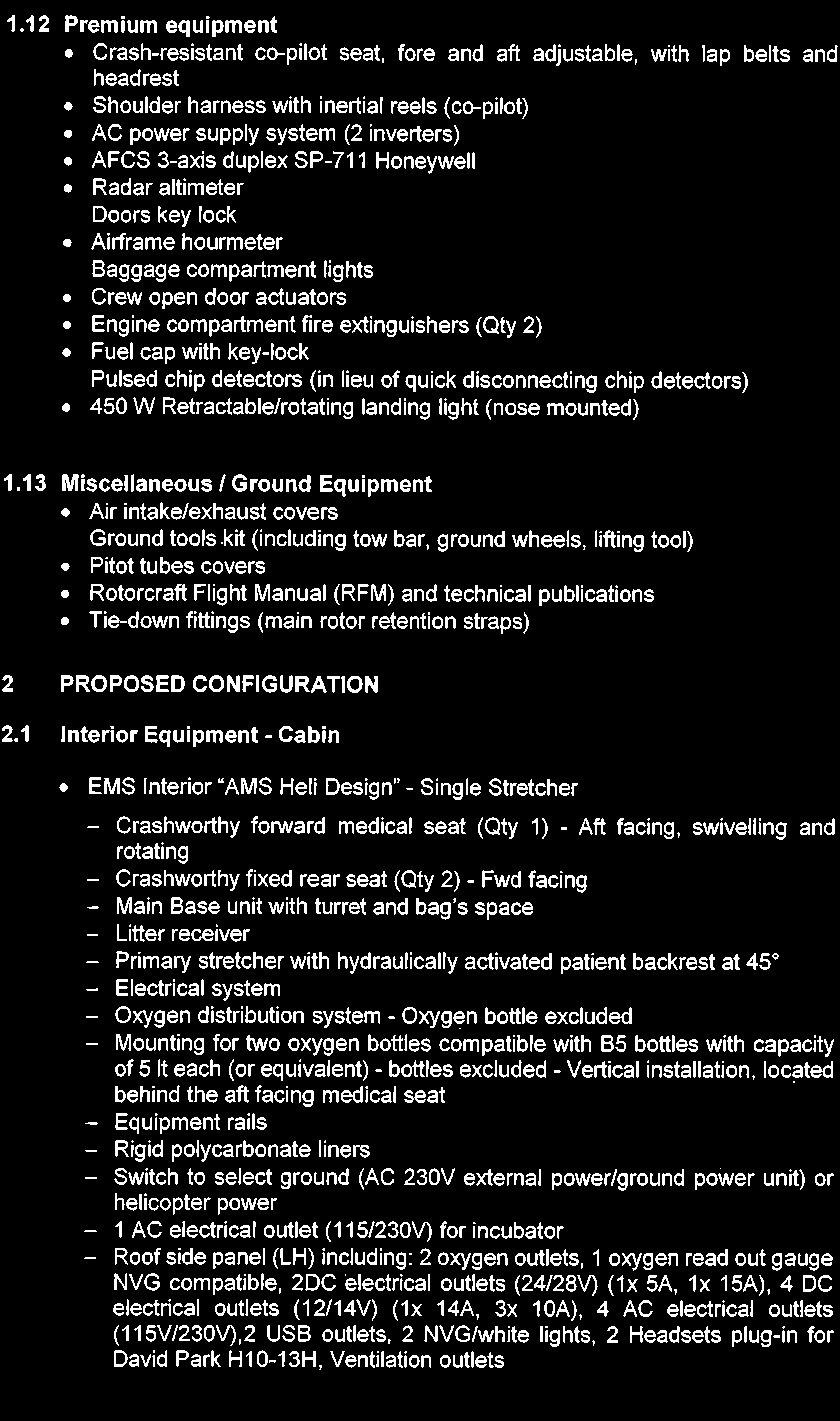 1.12 Premium equipment
• Crash-resistant co-pilot seat, fore and aft adjustable, with lap belts and
headrest
• Shoulder harness with inertial reels (co-pilot)
• AC power supply system (2 inverters)
• AFCS 3-axis duplex SP-711 Honeywell
• Radar altimeter
Doors key lock
• Airframe hourmeter
Baggage compartment lights
• Crew open door actuators
• Engine compartment fire extinguishers (Qty 2)
• Fuel cap with key-lock
Pulsed chip detectors (in lieu of quick disconnecting chip detectors)
• 450 W Retractable/rotating landing light (nose mounted)
1.13 Miscellaneous / Ground Equipment
• Air intake/exhaust covers
Ground tools kit (including tow bar, ground wheels, lifting tool)
• Pitot tubes covers
• Rotorcraft Flight Manual (RFM) and technical publications
• Tie-down fittings (main rotor retention straps)
2 PROPOSED CONFIGURATION
2.1 Interior Equipment - Cabin
• EMS Interior “AMS Heli Design” - Single Stretcher
– Crashworthy forward medical seat (Qty 1) - Aft facing, swivelling and
rotating
– Crashworthy fixed rear seat (Qty 2) - Fwd facing
– Main Base unit with turret and bag's space
– Litter receiver
– Primary stretcher with hydraulically activated patient backrest at 45°
– Electrical system
– Oxygen distribution system - Oxygen bottle excluded
– Mounting for two oxygen bottles compatible with B5 bottles with capacity
of 5 lt each (or equivalent) - bottles excluded - Vertical installation, located
behind the aft facing medical seat
– Equipment rails
– Rigid polycarbonate liners
– Switch to select ground (AC 230V external power/ground power unit) or
helicopter power
– 1 AC electrical outlet (115/230V) for incubator
– Roof side panel (LH) including: 2 oxygen outlets, 1 oxygen read out gauge
NVG compatible, 2DC electrical outlets (24/28V) (1x 5A, 1x 15A), 4 DC
electrical outlets (12/14V) (1x 14A, 3x 10A), 4 AC electrical outlets
(115V/230V),2 USB outlets, 2 NVG/white lights, 2 Headsets plug-in for
David Park H10-13H, Ventilation outlets